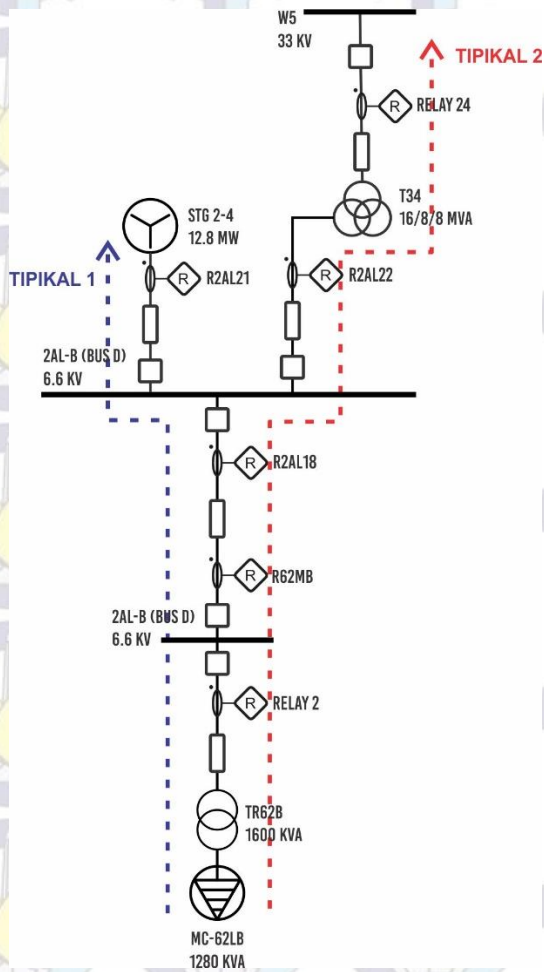 W5
33 KV
TIPIKAL 2
R
RELAY 24
T34
16/8/8 MVA
STG 2-4
12.8 MW
TIPIKAL 1
R
R2AL21
R
R2AL22
2AL-B (BUS D)
6.6 KV
R
R2AL18
R
R62MB
2AL-B (BUS D)
6.6 KV
R
RELAY 2
TR62B
1600 KVA
MC-62LB
1280 KVA